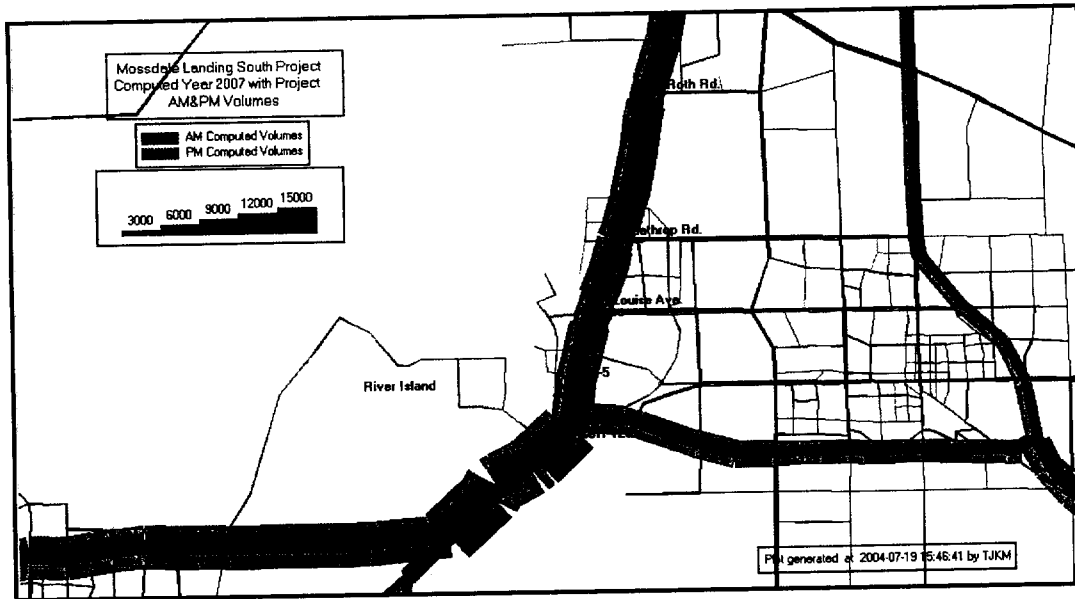 Mossdale Landing South Project
Computed Year 2007 with Project
AM&PM Volumes
AM Computed Volumes
PM Computed Volumes
3000 6000 9000 12000 15000
Roth Rd.
Rd.
Louise Ave.
River Island
Plot generated at 2004-07-19 15:46:41 by TJKM